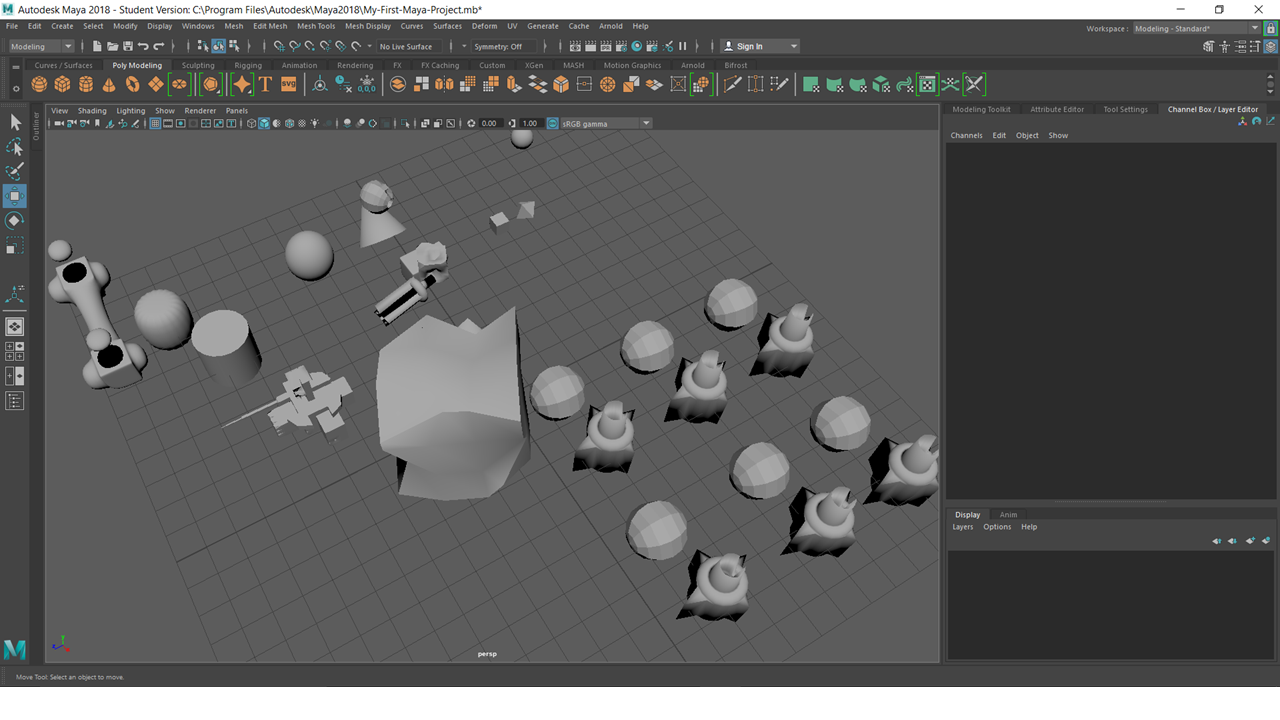 Autodesk Maya 2018 - Student Version: C:\Program Files\Autodesk\Maya2018\My-First-Maya-Project.mb*
File Edit Create Select Modify Display Windows Mesh Edit Mesh Mesh Tools Mesh Display Curves Surfaces Deform UV Generate Cache Arnold Help
Workspace : Modeling - Standard*
Modeling No Live Surface Symmetry: Off Sign In
Curves / Surfaces Poly Modeling Sculpting Rigging Animation Rendering FX FX Caching Custom XGen MASH Motion Graphics Arnold Bifrost
T SVG 0,0,0
View Shading Lighting Show Renderer Panels
Modeling Toolkit Attribute Editor Tool Settings Channel Box / Layer Editor
0.00 1.00 sRGB gamma
Outliner
Channels Edit Object Show
Display Anim
Layers Options Help
persp
Move Tool: Select an object to move.